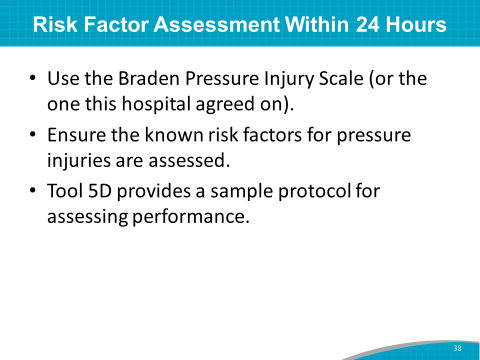 Risk Factor Assessment Within 24 Hours
• Use the Braden Pressure Injury Scale (or the
one this hospital agreed on).
• Ensure the known risk factors for pressure
injuries are assessed.
• Tool 5D provides a sample protocol for
assessing performance.
38